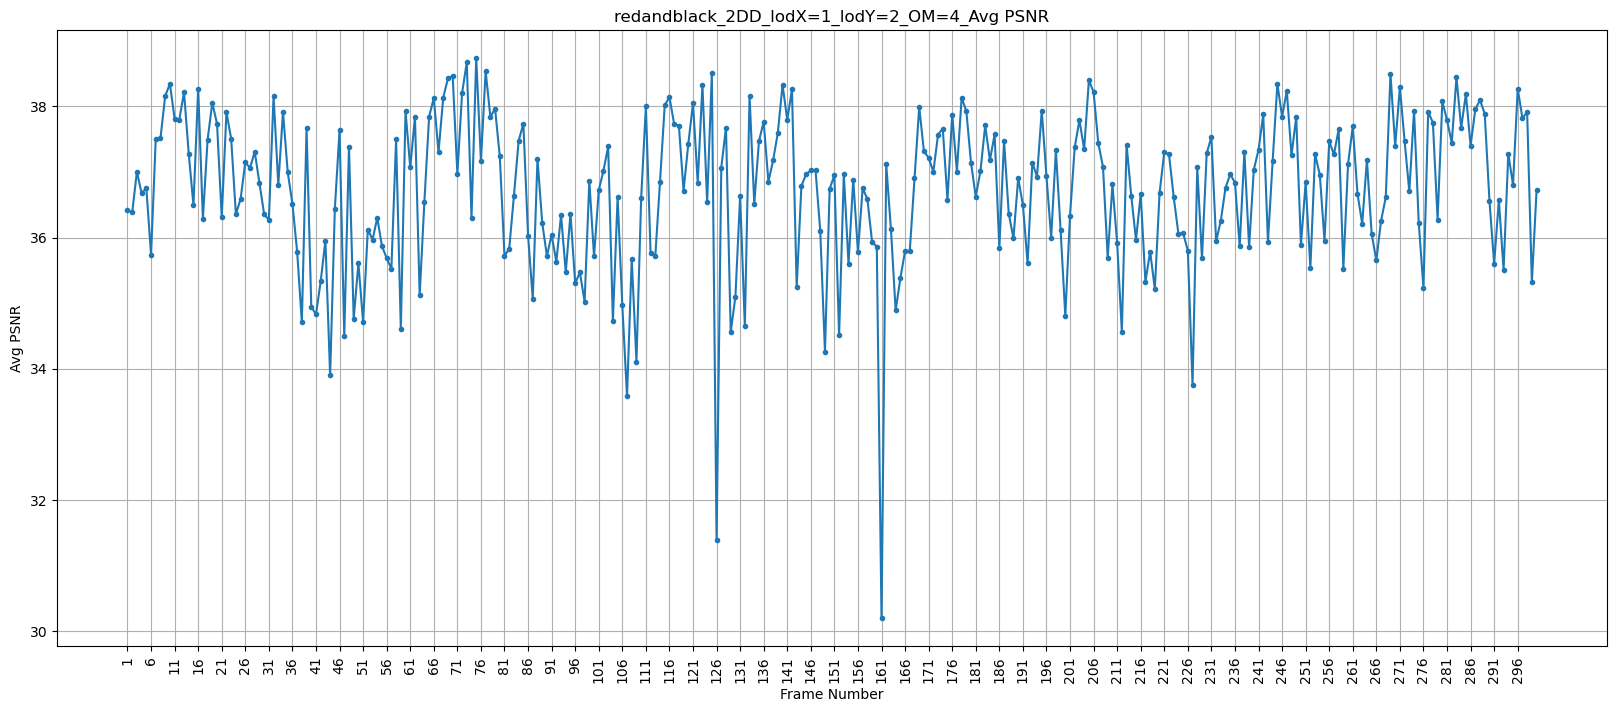 redandblack_2DD_lodX=1_lodY=2_OM=4_Avg PSNR
Avg PSNR
38
36
34
32
30
1 6 11 16 21 26 31 36 41 46 51 56 61 66 71 76 81 86 91 96 101 106 111 116 121 126 131 136 141 146 151 156 161 166 171 176 181 186 191 196 201 206 211 216 221 226 231 236 241 246 251 256 261 266 271 276 281 286 291 296
Frame Number